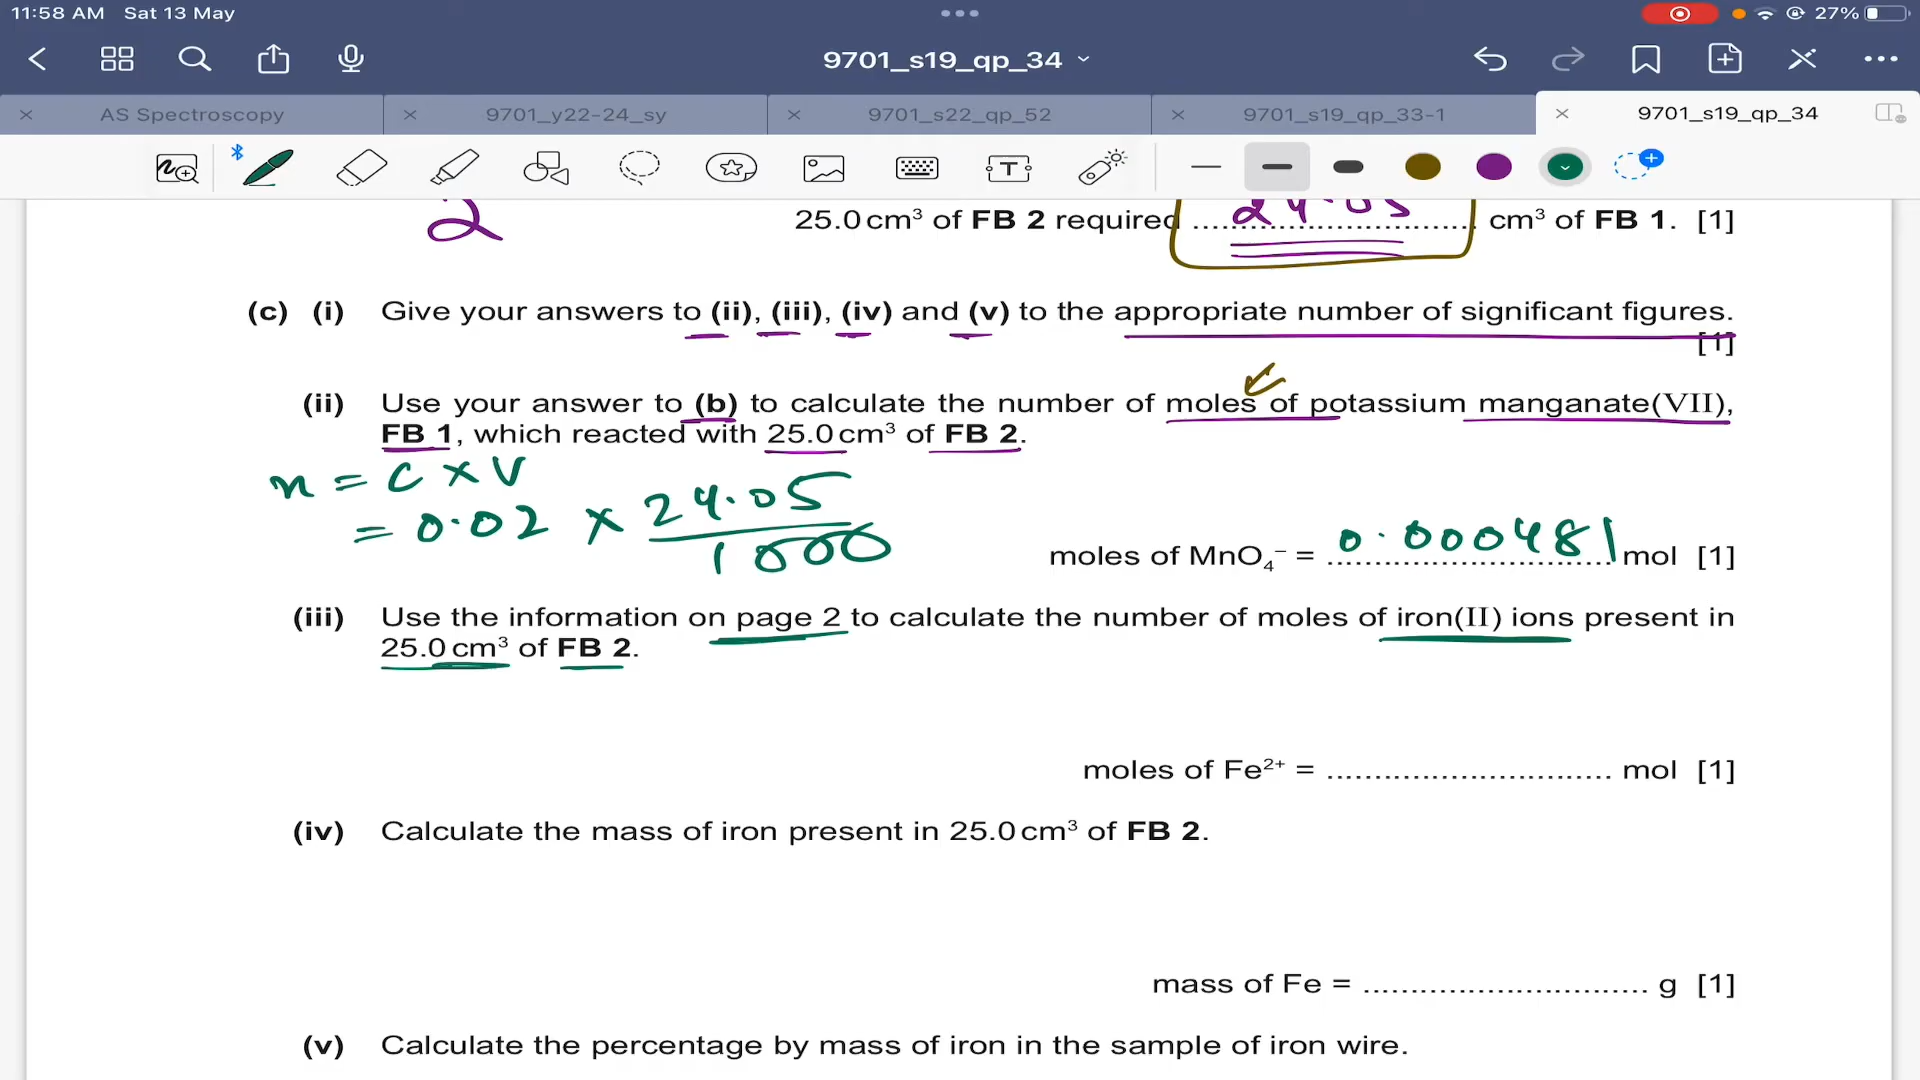 11:58 AM Sat 13 May
27%
9701_s19_qp_34
AS Spectroscopy
9701_y22-24_sy
9701_s22_qp_52
9701_s19_qp_33-1
9701_s19_qp_34
2
25.0 cm³ of FB 2 required 24.05 cm³ of FB 1. [1]
(c) (i) Give your answers to (ii), (iii), (iv) and (v) to the appropriate number of significant figures.
[1]
(ii) Use your answer to (b) to calculate the number of moles of potassium manganate(VII),
FB 1, which reacted with 25.0 cm³ of FB 2.
n = C × V
= 0.02 × 24.05
1000
moles of MnO₄⁻ = 0.000481 mol [1]
(iii) Use the information on page 2 to calculate the number of moles of iron(II) ions present in
25.0 cm³ of FB 2.
moles of Fe²⁺ = .............................. mol [1]
(iv) Calculate the mass of iron present in 25.0 cm³ of FB 2.
mass of Fe = .............................. g [1]
(v) Calculate the percentage by mass of iron in the sample of iron wire.